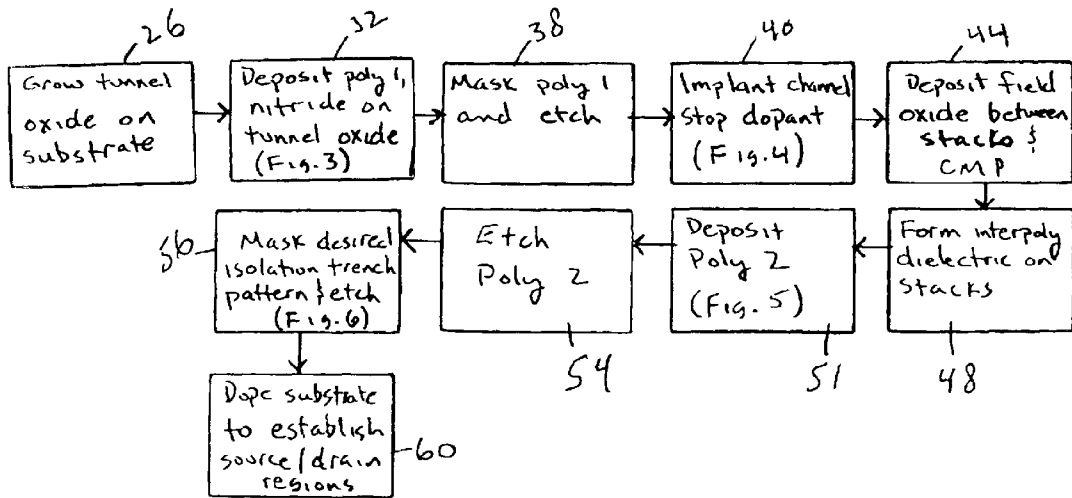 26
Grow tunnel
oxide on
substrate
32
Deposit poly 1,
nitride on
tunnel oxide
(Fig. 3)
38
Mask poly 1
and etch
40
Implant channel
stop dopant
(Fig. 4)
44
Deposit field
oxide between
stacks &
CMP
56
Mask desired
isolation trench
pattern & etch
(Fig. 6)
Etch
Poly 2
54
Deposit
Poly 2
(Fig. 5)
51
Form interpoly
dielectric on
stacks
48
Dope substrate
to establish
source/drain
regions
60